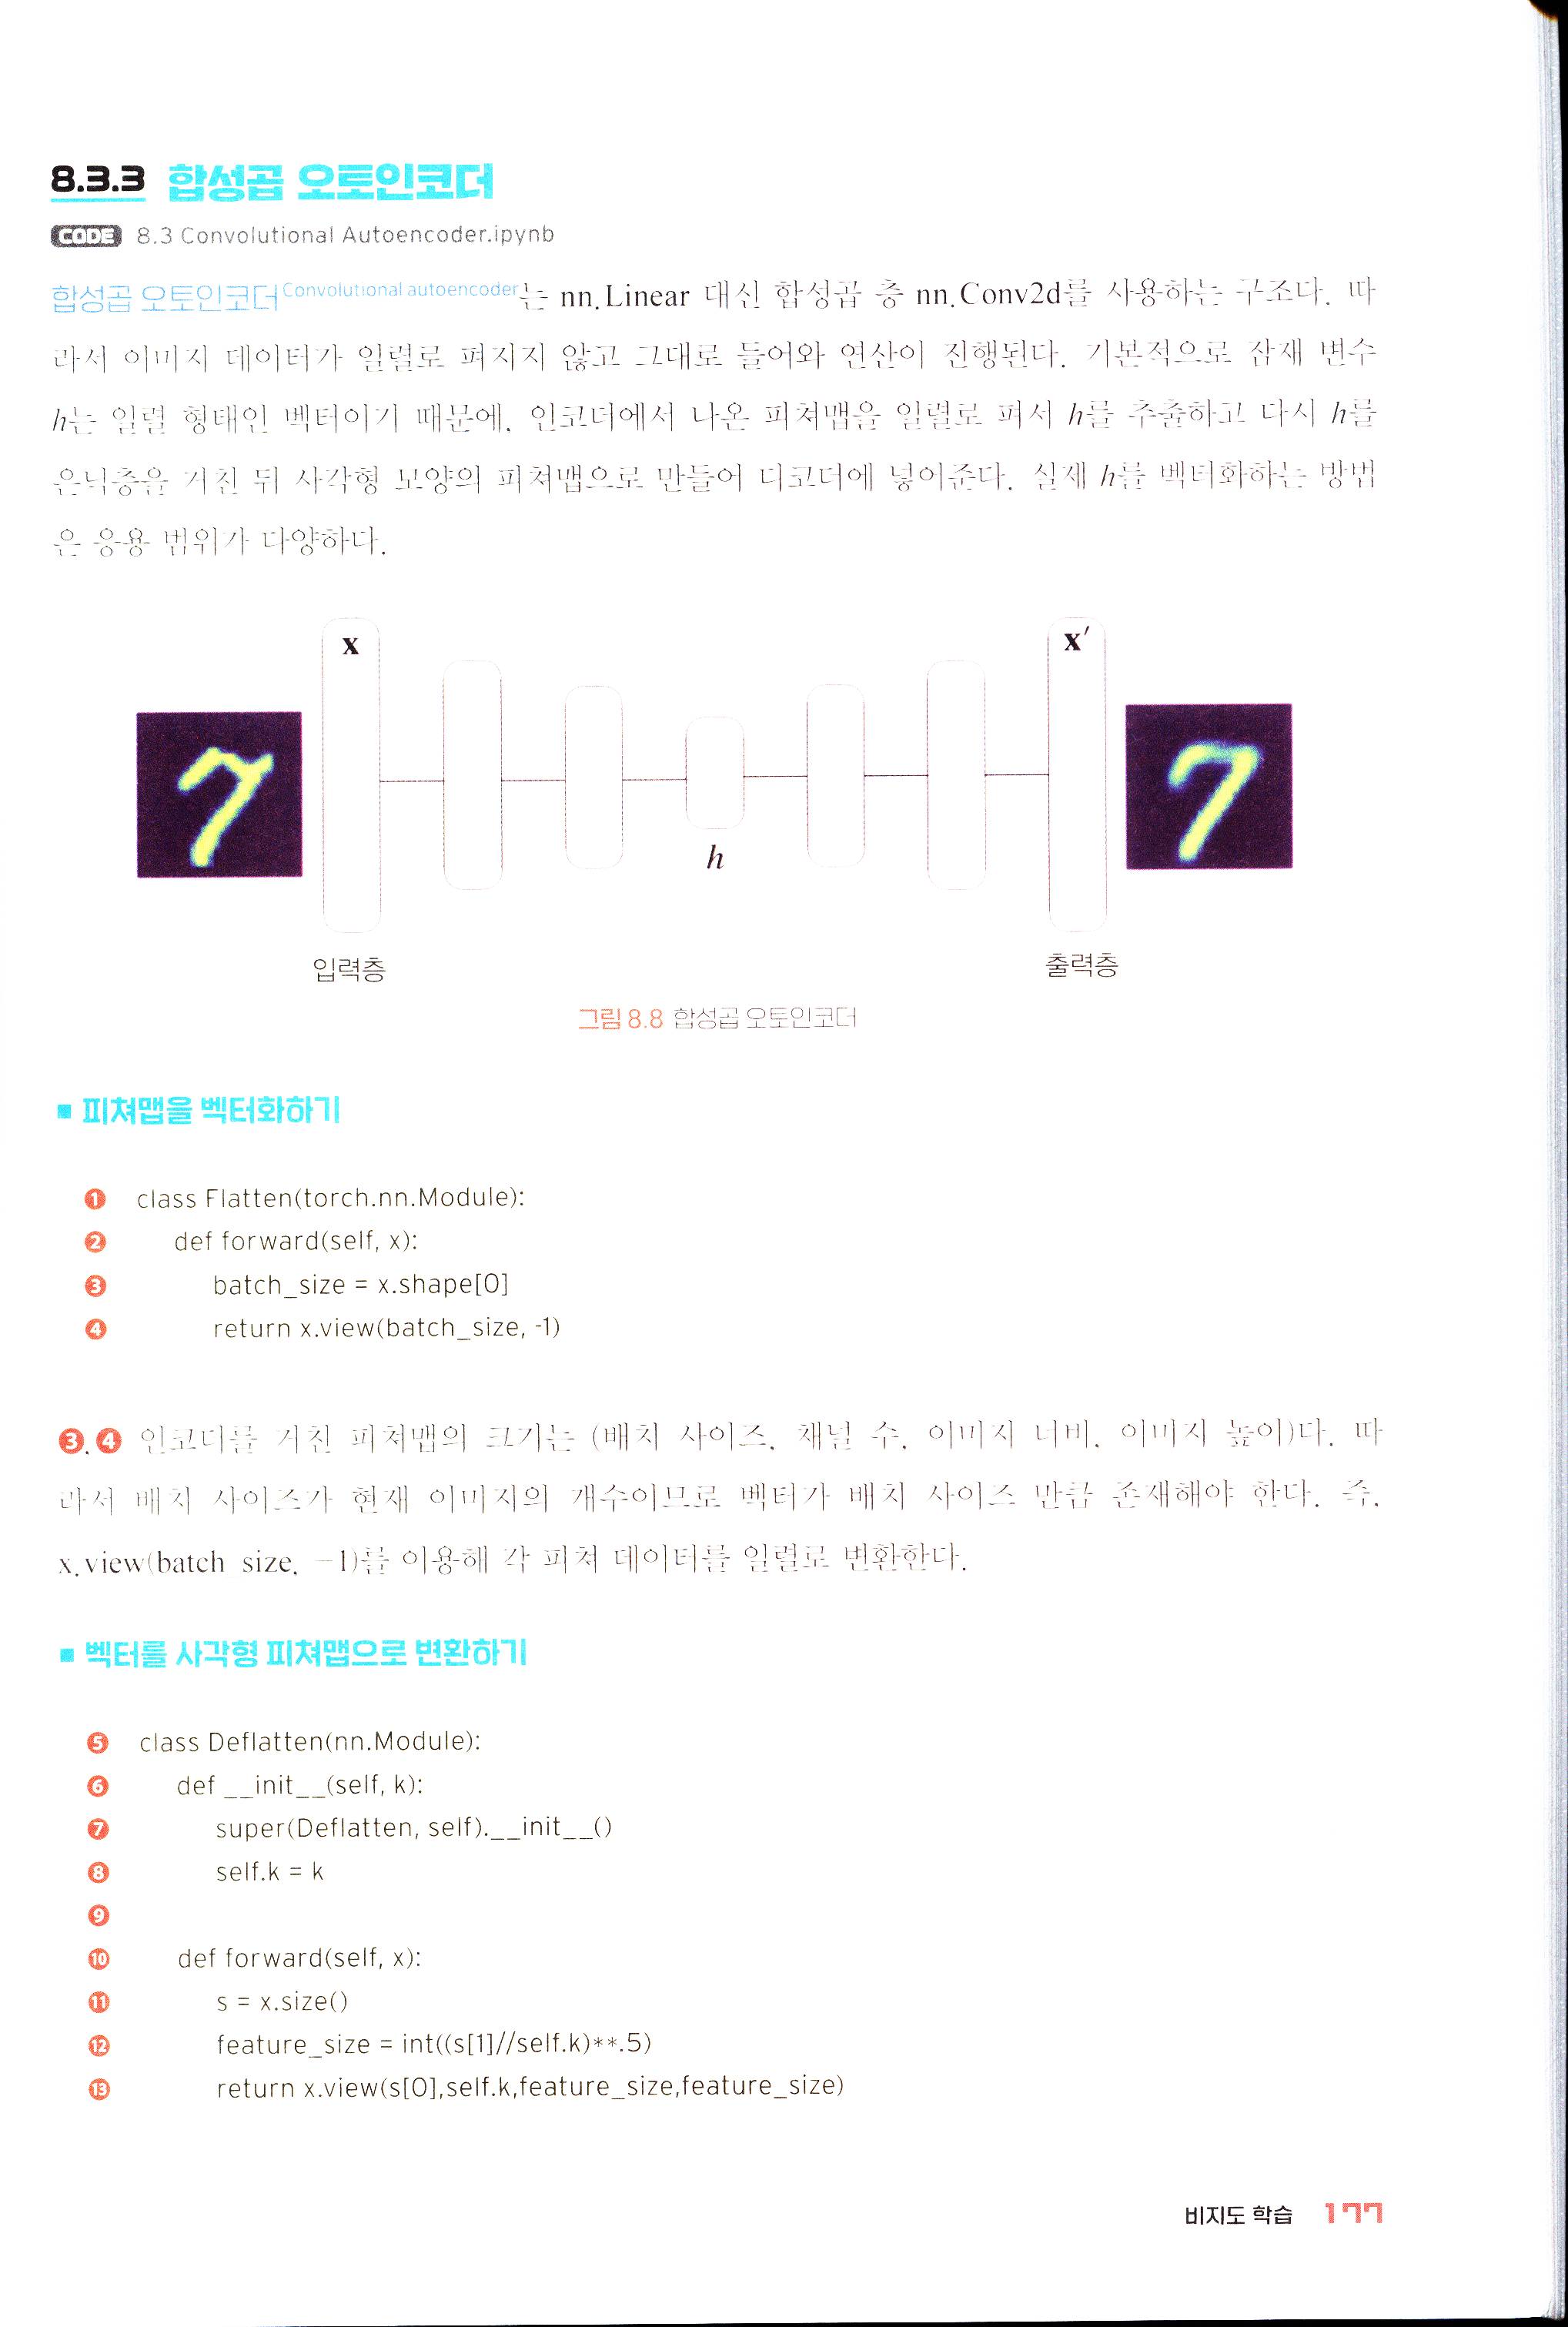 8.3.3 합성곱 오토인코더
CODE 8.3 Convolutional Autoencoder.ipynb
합성곱 오토인코더Convolutional autoencoder는 nn.Linear 대신 합성곱 층 nn.Conv2d를 사용하는 구조다. 따
라서 이미지 데이터가 일렬로 펴지지 않고 그대로 들어와 연산이 진행된다. 기본적으로 잠재 변수
h는 일렬 형태인 벡터이기 때문에, 인코더에서 나온 피쳐맵을 일렬로 펴서 h를 추출하고 다시 h를
은닉층을 거친 뒤 사각형 모양의 피쳐맵으로 만들어 디코더에 넣어준다. 실제 h를 벡터화하는 방법
은 응용 범위가 다양하다.
x
x′
h
입력층
출력층
그림 8.8 합성곱 오토인코더
■ 피쳐맵을 벡터화하기
❶ class Flatten(torch.nn.Module):
❷ def forward(self, x):
❸ batch_size = x.shape[0]
❹ return x.view(batch_size, -1)
❸,❹ 인코더를 거친 피쳐맵의 크기는 (배치 사이즈, 채널 수, 이미지 너비, 이미지 높이)다. 따
라서 배치 사이즈가 현재 이미지의 개수이므로 벡터가 배치 사이즈 만큼 존재해야 한다. 즉,
x.view(batch size, −1)를 이용해 각 피쳐 데이터를 일렬로 변환한다.
■ 벡터를 사각형 피쳐맵으로 변환하기
❺ class Deflatten(nn.Module):
❻ def __init__(self, k):
❼ super(Deflatten, self).__init__()
❽ self.k = k
❾
❿ def forward(self, x):
⓫ s = x.size()
⓬ feature_size = int((s[1]//self.k)**.5)
⓭ return x.view(s[0],self.k,feature_size,feature_size)
비지도 학습 177